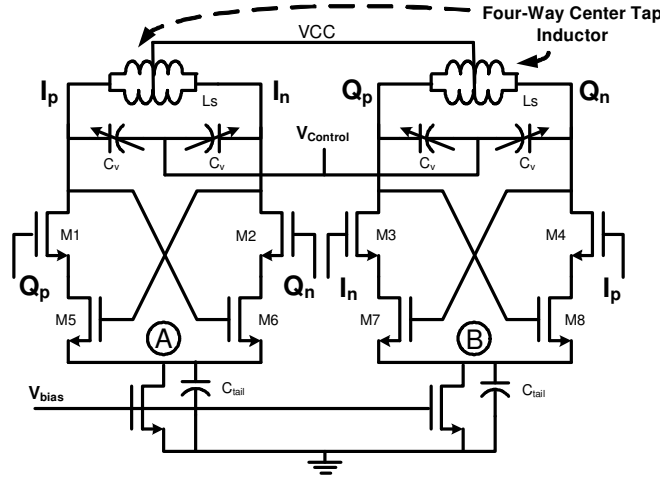 Four-Way Center Tap
Inductor
VCC
Ip
In
Qp
Qn
Ls
Ls
VControl
Cv
Cv
Cv
Cv
M1
M2
M3
M4
Qp
Qn
In
Ip
M5
M6
M7
M8
A
B
Vbias
Ctail
Ctail